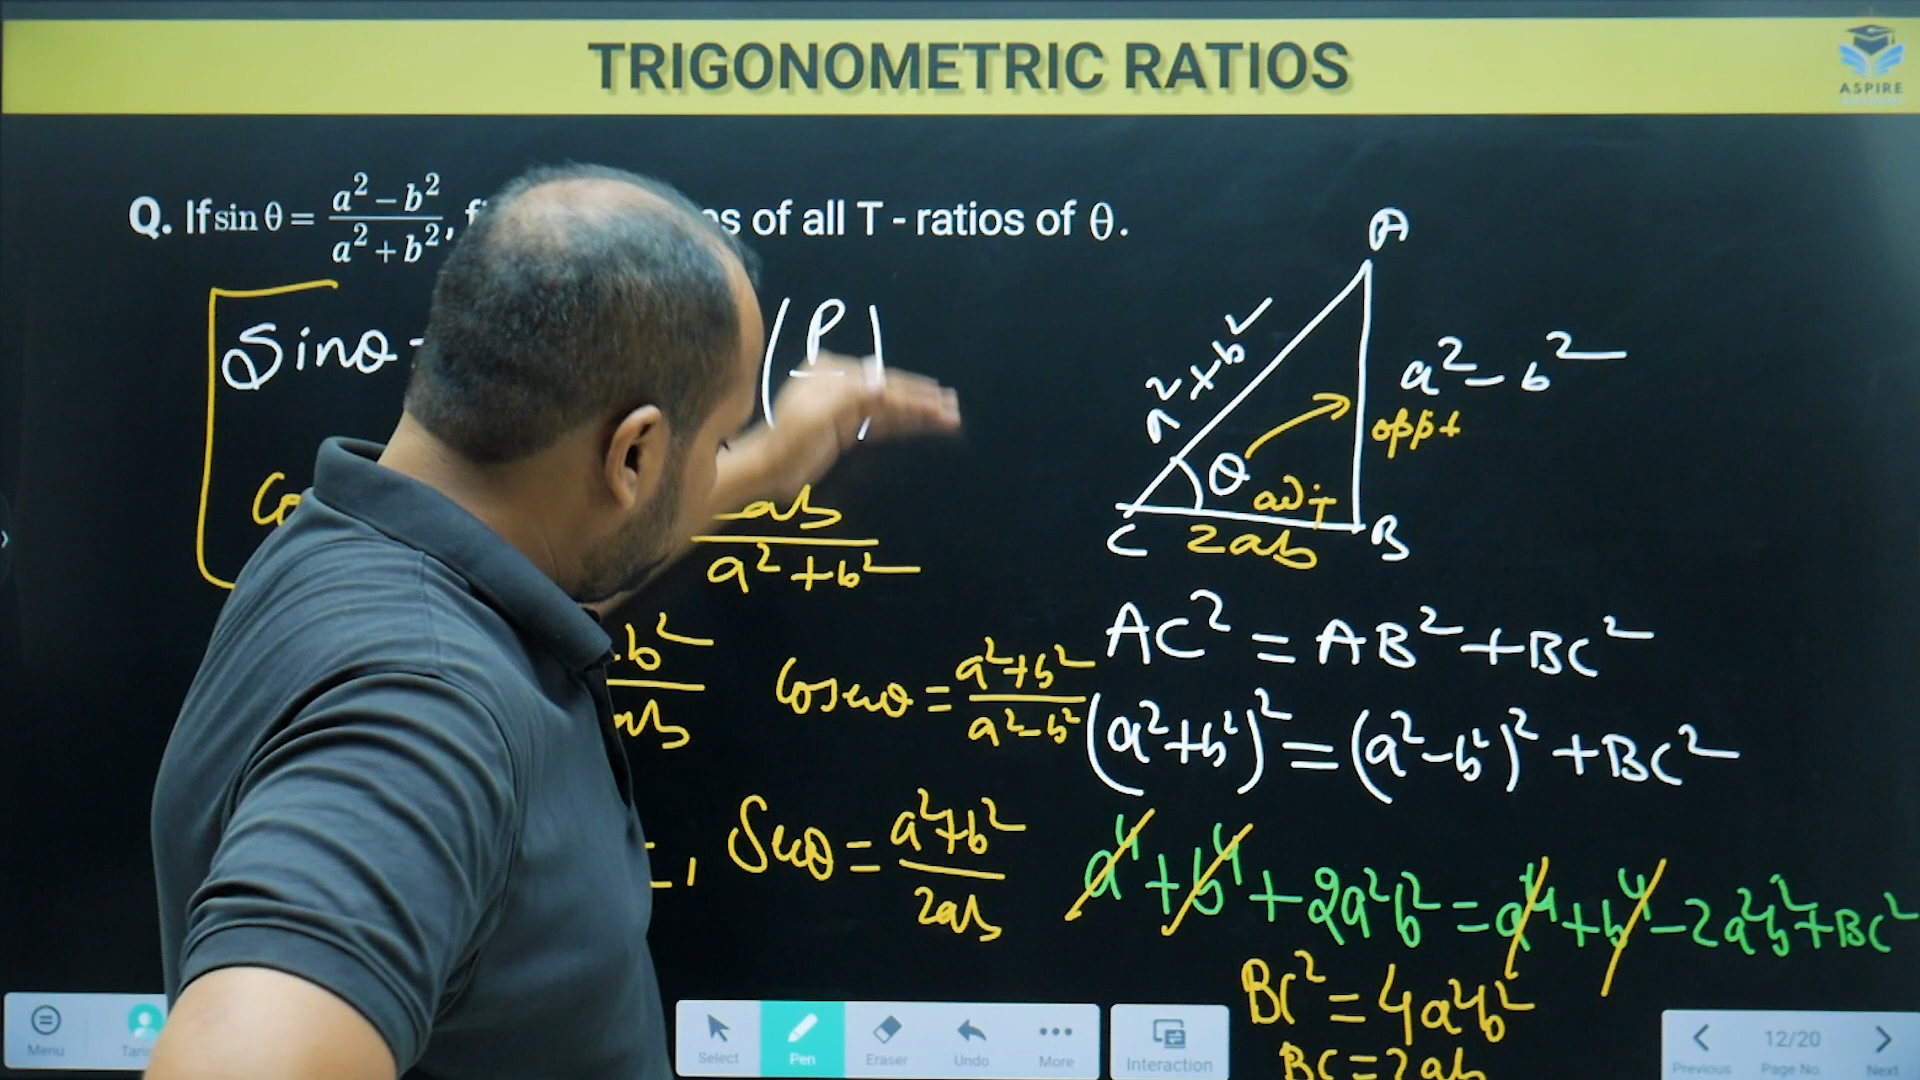 TRIGONOMETRIC RATIOS
ASPIRE
Q. If sin θ = a² − b² / a² + b², of all T - ratios of θ.
Sinθ
(P
ab / a² + b²
b²
Cosecθ = a² + b² / a² − b²
Secθ = a² + b² / 2ab
A
a² + b²
a² − b²
oppt
θ
adjt
C
2ab
B
AC² = AB² + BC²
(a² + b²)² = (a² − b²)² + BC²
a⁴ + b⁴ + 2a²b² = a⁴ + b⁴ − 2a²b² + BC²
BC² = 4a²b²
BC = 2ab
Menu
Select
Pen
Eraser
Undo
More
Interaction
Previous
12/20
Page No.
Next